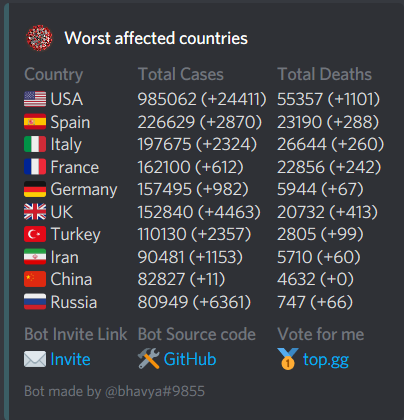 Worst affected countries
Country Total Cases Total Deaths
USA 985062 (+24411) 55357 (+1101)
Spain 226629 (+2870) 23190 (+288)
Italy 197675 (+2324) 26644 (+260)
France 162100 (+612) 22856 (+242)
Germany 157495 (+982) 5944 (+67)
UK 152840 (+4463) 20732 (+413)
Turkey 110130 (+2357) 2805 (+99)
Iran 90481 (+1153) 5710 (+60)
China 82827 (+11) 4632 (+0)
Russia 80949 (+6361) 747 (+66)
Bot Invite Link Bot Source code Vote for me
Invite GitHub top.gg
Bot made by @bhavya#9855